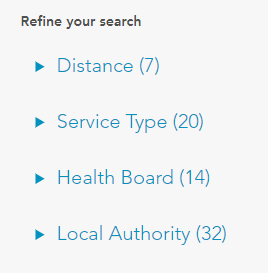 Refine your search
Distance (7)
Service Type (20)
Health Board (14)
Local Authority (32)